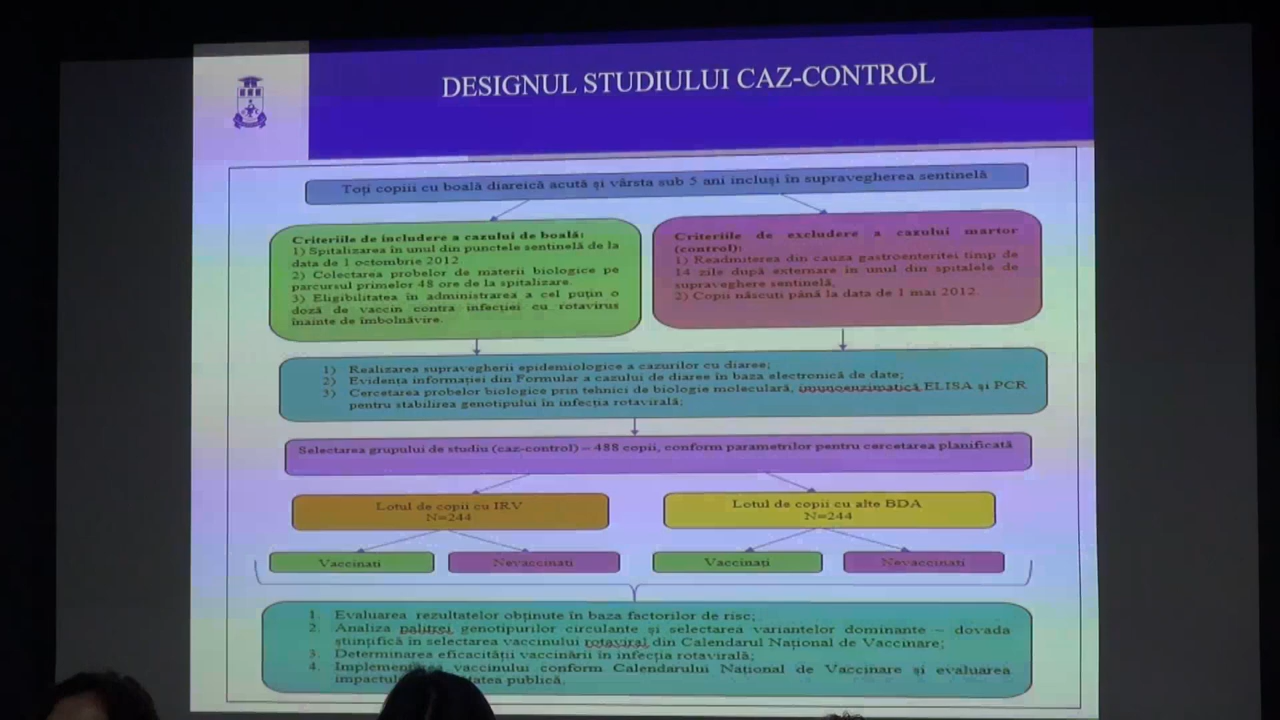 DESIGNUL STUDIULUI CAZ-CONTROL
Toți copiii cu boală diareică acută și vârsta sub 5 ani incluși în supravegherea sentinelă
Criteriile de includere a cazului de boală:
1) Spitalizarea în unul din punctele sentinelă de la
data de 1 octombrie 2012
2) Colectarea probelor de materii biologice pe
parcursul primelor 48 ore de la spitalizare.
3) Eligibilitatea în administrarea a cel puțin o
doză de vaccin contra infecției cu rotavirus
înainte de îmbolnăvire.
Criteriile de excludere a cazului martor
(control):
1) Readmiterea din cauza gastroenteritei timp de
14 zile după externare în unul din spitalele de
supraveghere sentinelă,
2) Copii născuți până la data de 1 mai 2012.
1) Realizarea supravegherii epidemiologice a cazurilor cu diaree;
2) Evidența informației din Formular a cazului de diaree în baza electronică de date;
3) Cercetarea probelor biologice prin tehnici de biologie moleculară, imunoenzimatică ELISA și PCR
pentru stabilirea genotipului în infecția rotavirală;
Selectarea grupului de studiu (caz-control) – 488 copii, conform parametrilor pentru cercetarea planificată
Lotul de copii cu IRV
N=244
Lotul de copii cu alte BDA
N=244
Vaccinați
Nevaccinați
Vaccinați
Nevaccinați
1. Evaluarea rezultatelor obținute în baza factorilor de risc;
2. Analiza palitrei genotipurilor circulante și selectarea variantelor dominante – dovada
științifică în selectarea vaccinului rotaviral din Calendarul Național de Vaccinare;
3. Determinarea eficacității vaccinării în infecția rotavirală;
4. Implementarea vaccinului conform Calendarului Național de Vaccinare și evaluarea
publică.